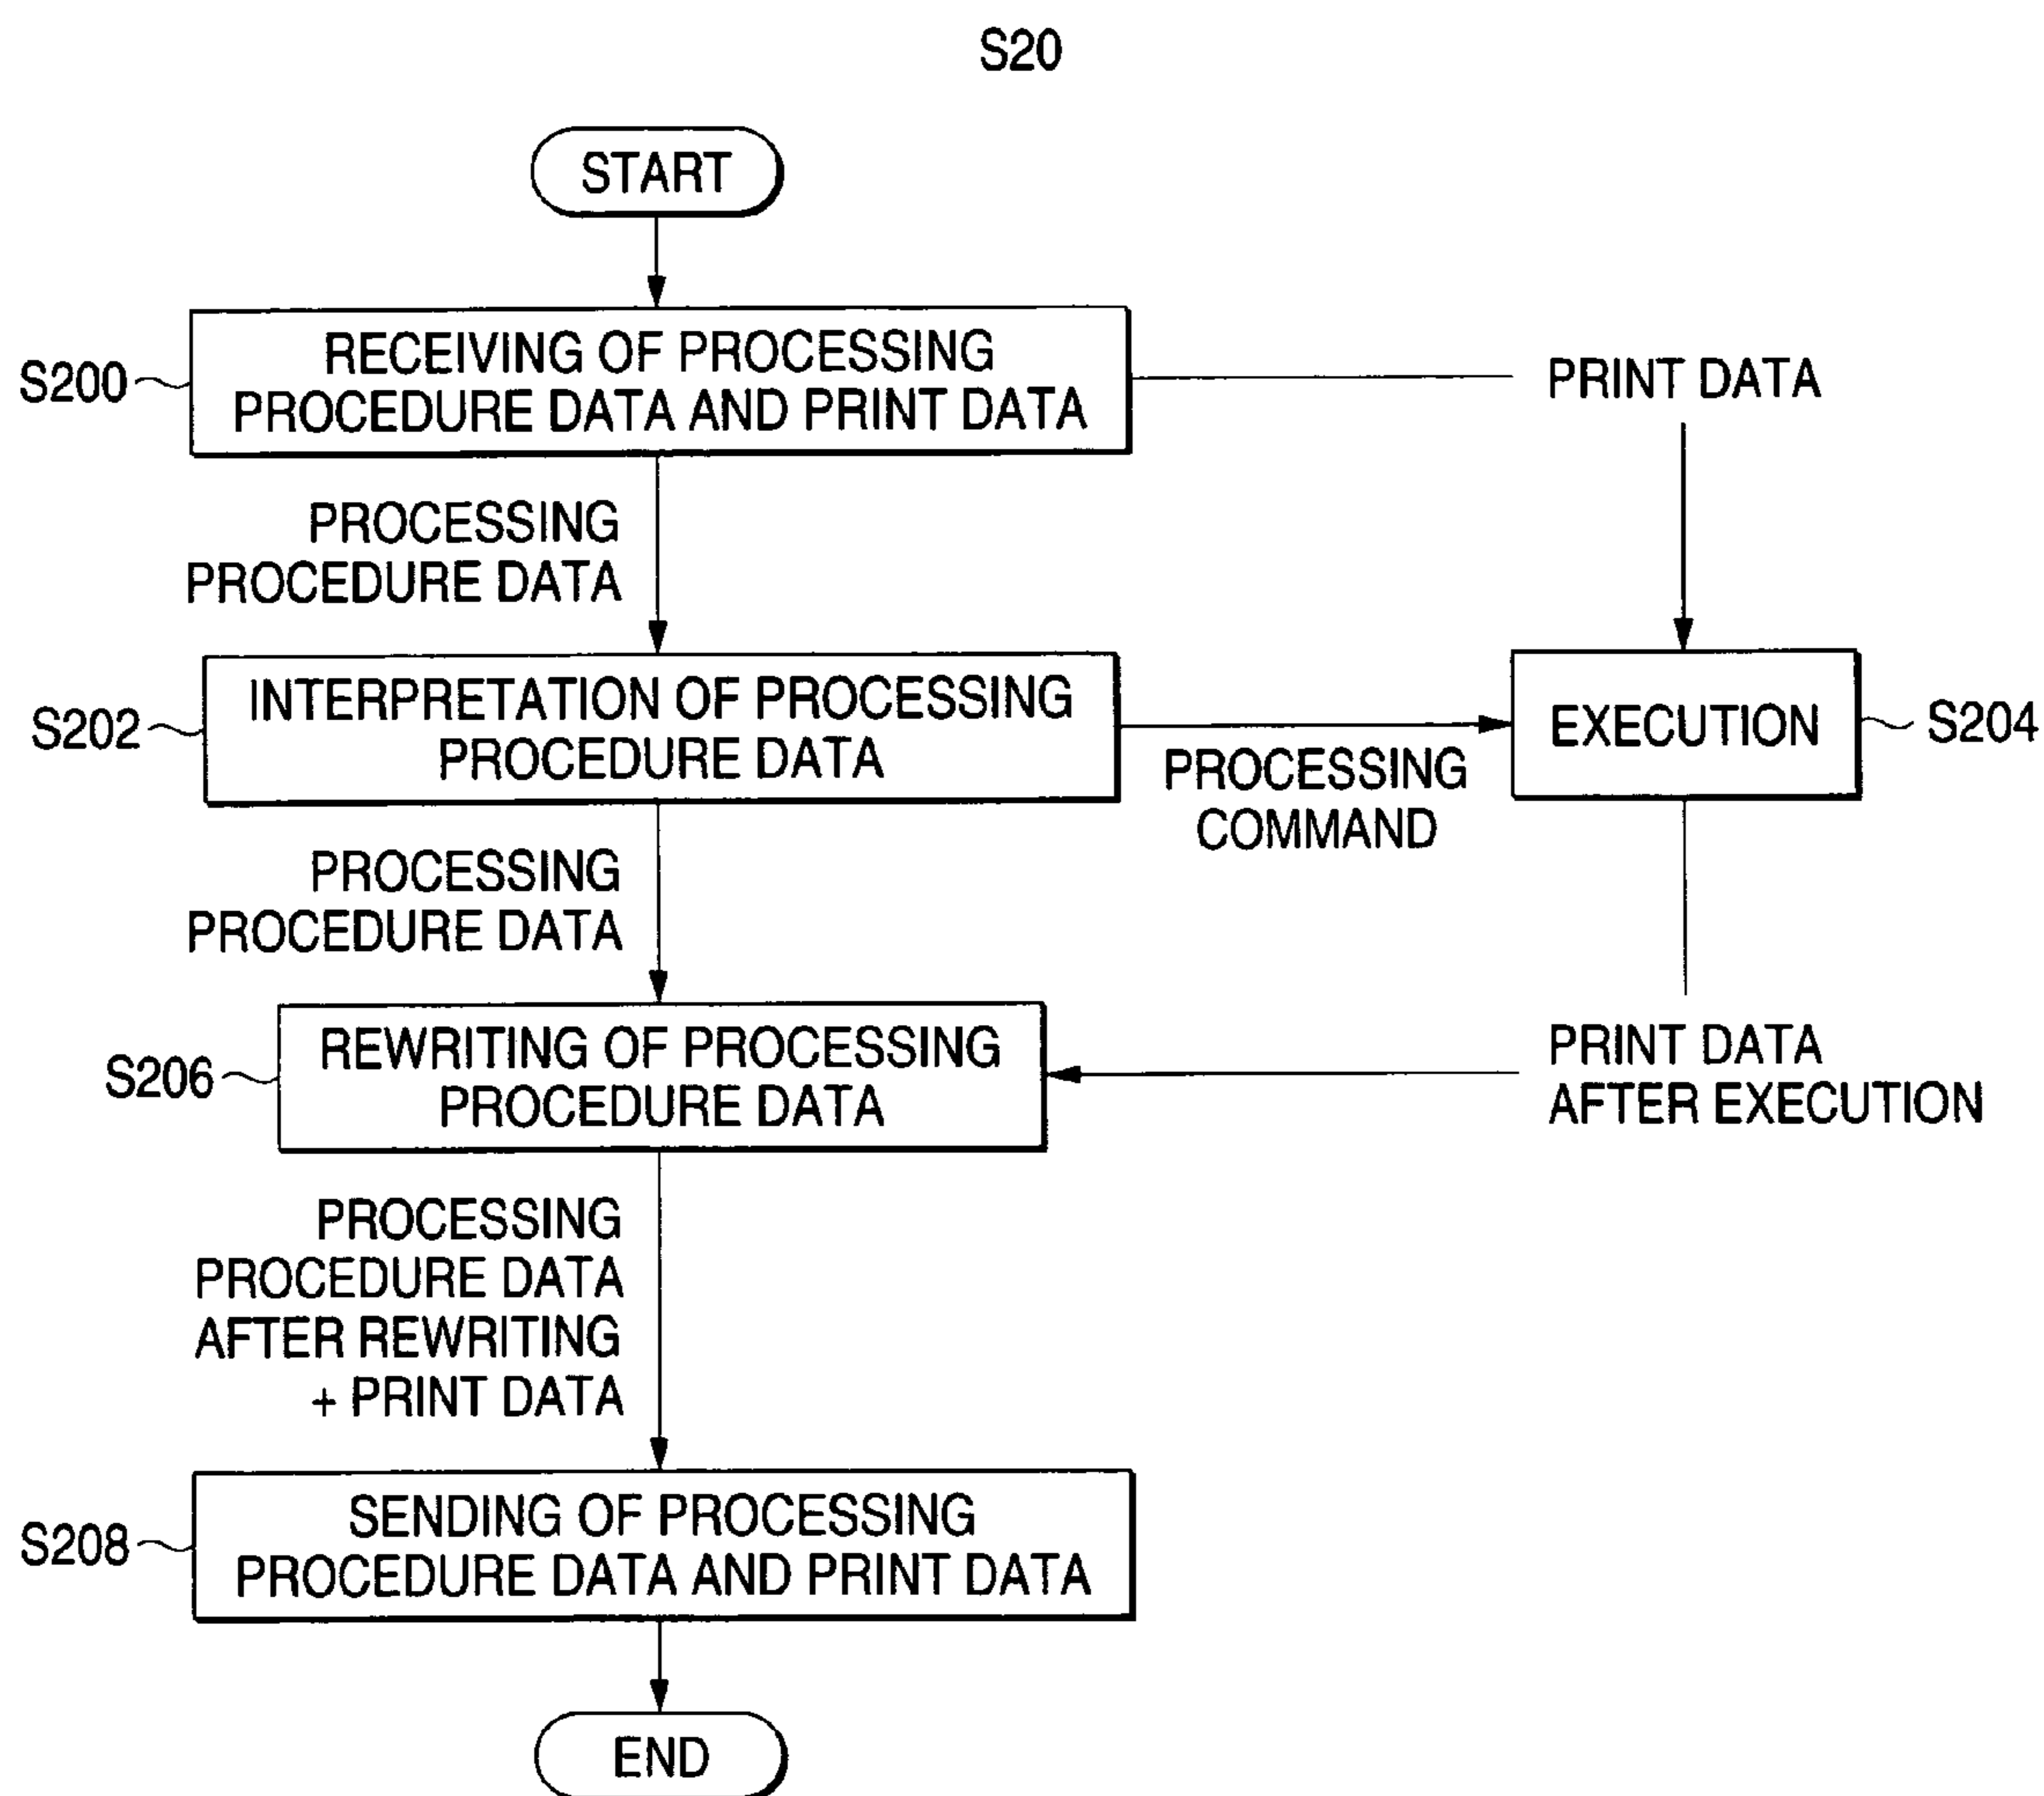 S20
START
S200
RECEIVING OF PROCESSING
PROCEDURE DATA AND PRINT DATA
PRINT DATA
PROCESSING
PROCEDURE DATA
S202
INTERPRETATION OF PROCESSING
PROCEDURE DATA
PROCESSING
COMMAND
EXECUTION
S204
PROCESSING
PROCEDURE DATA
S206
REWRITING OF PROCESSING
PROCEDURE DATA
PRINT DATA
AFTER EXECUTION
PROCESSING
PROCEDURE DATA
AFTER REWRITING
+ PRINT DATA
S208
SENDING OF PROCESSING
PROCEDURE DATA AND PRINT DATA
END